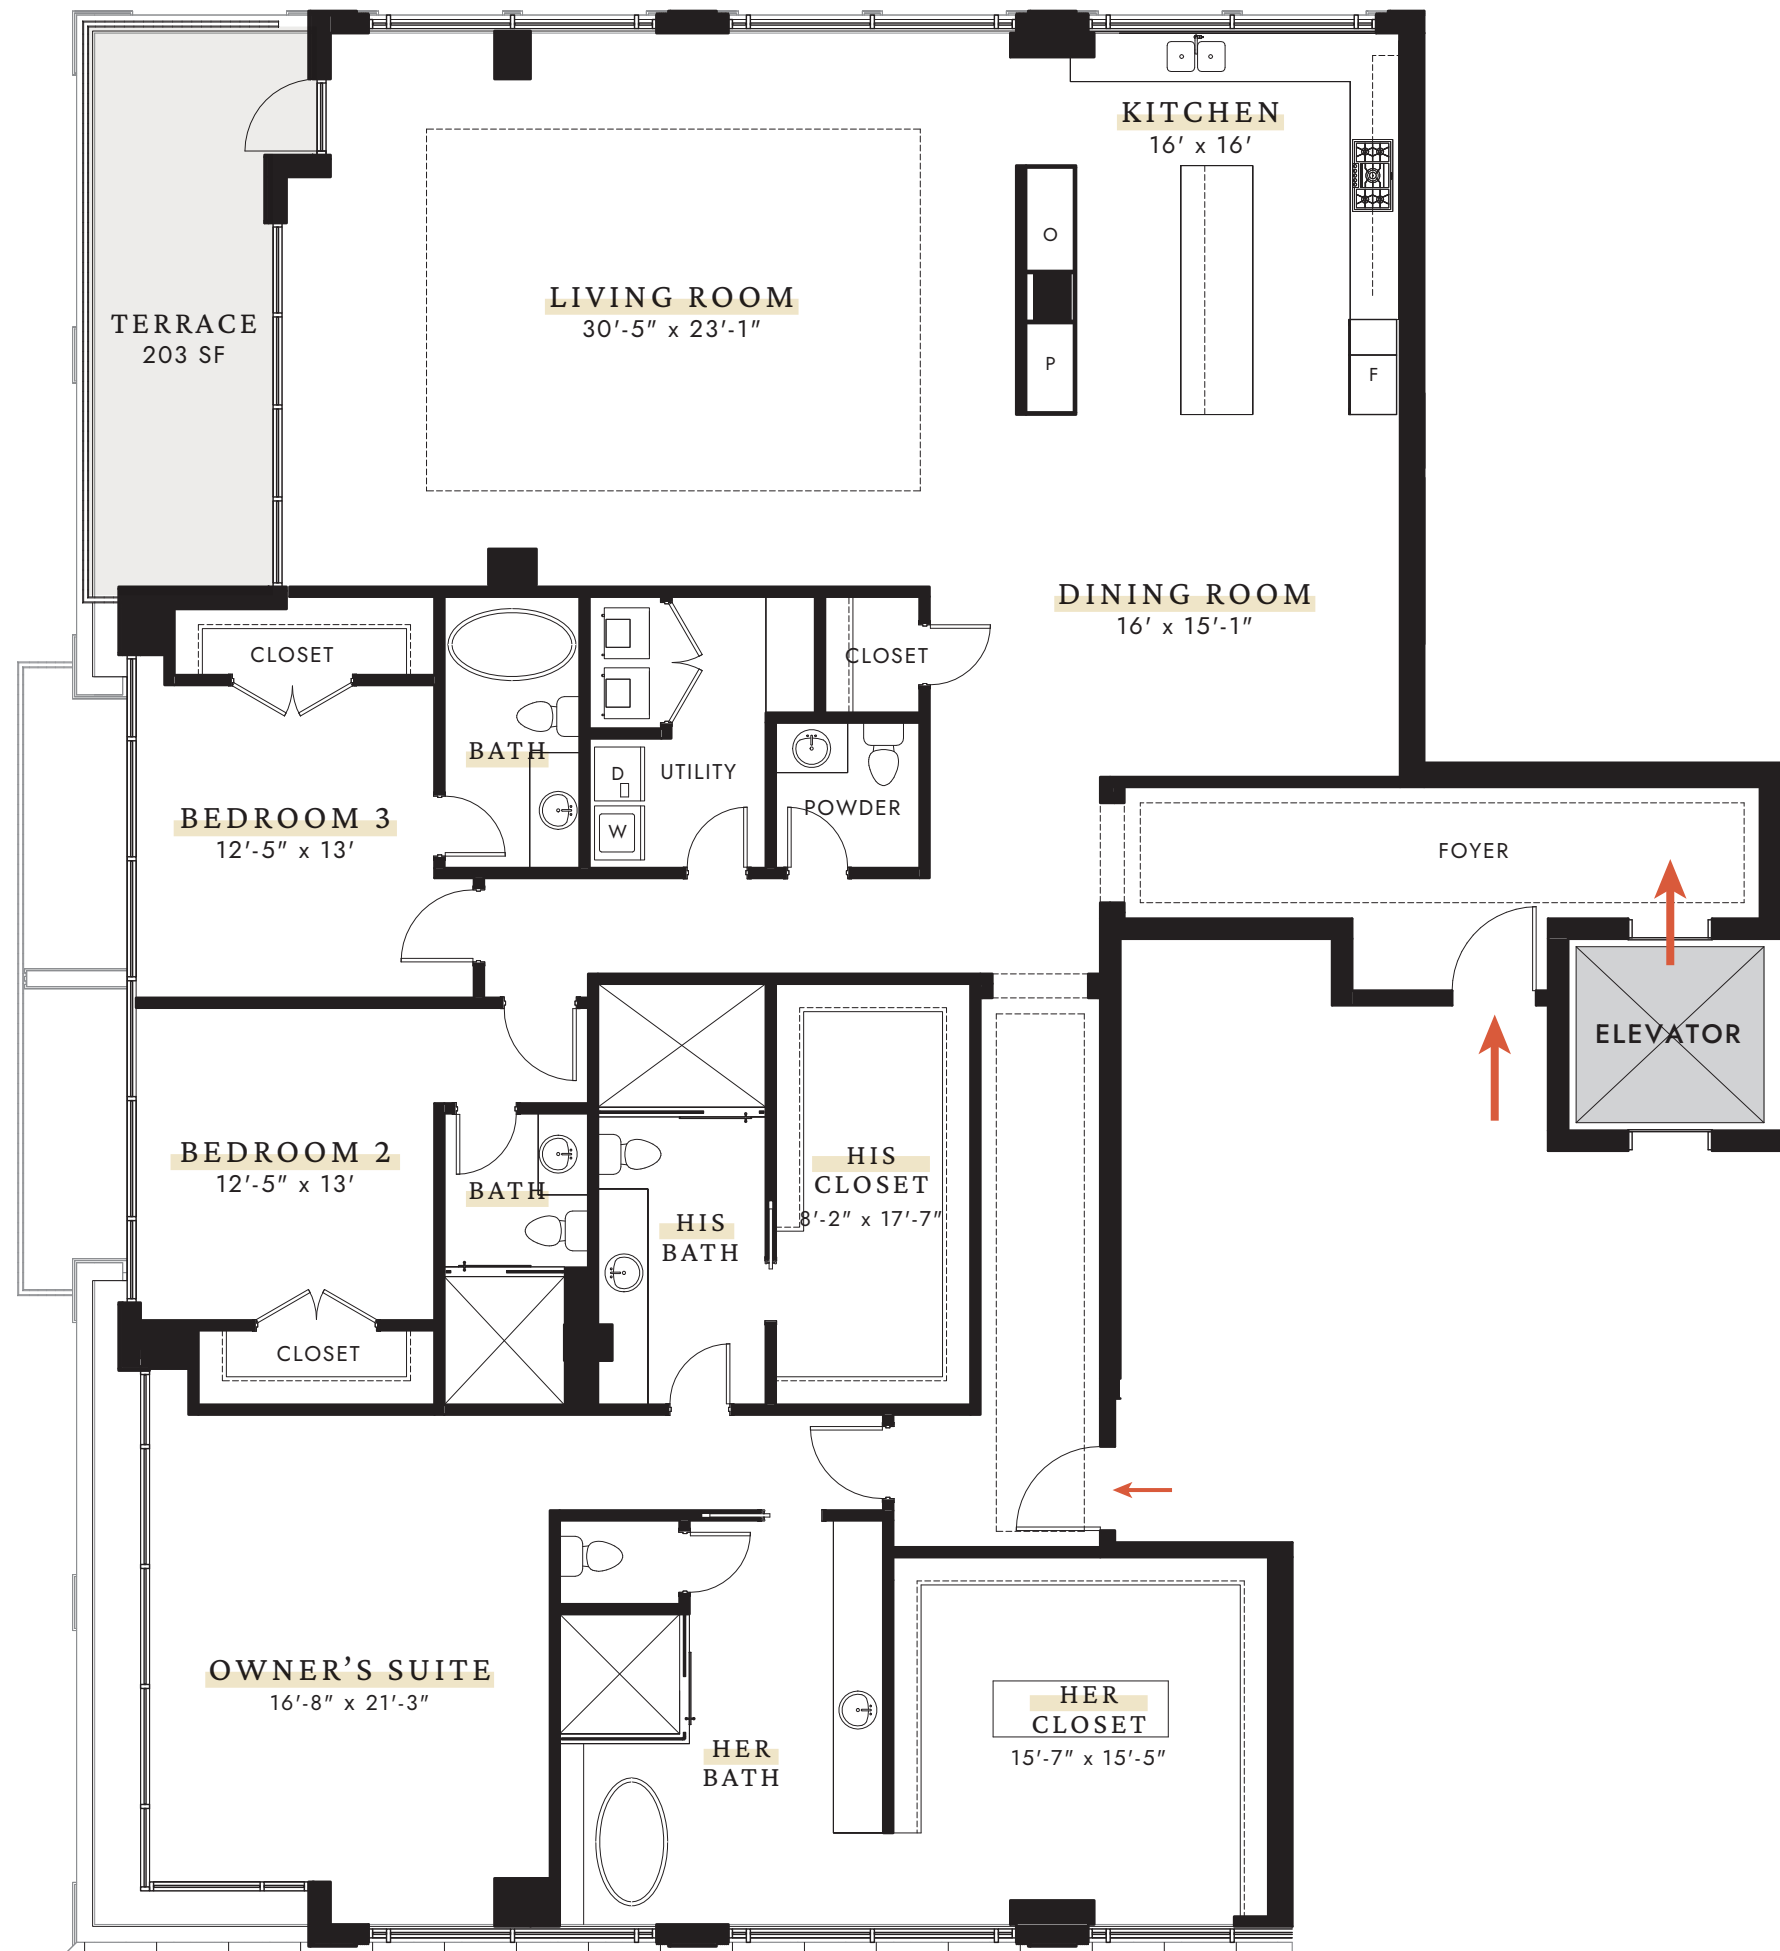 KITCHEN
16' x 16'
O
P
F
LIVING ROOM
30'-5" x 23'-1"
TERRACE
203 SF
DINING ROOM
16' x 15'-1"
CLOSET
CLOSET
BATH
D
UTILITY
W
POWDER
BEDROOM 3
12'-5" x 13'
FOYER
ELEVATOR
BEDROOM 2
12'-5" x 13'
BATH
HIS
BATH
HIS
CLOSET
8'-2" x 17'-7"
CLOSET
OWNER'S SUITE
16'-8" x 21'-3"
HER
BATH
HER
CLOSET
15'-7" x 15'-5"